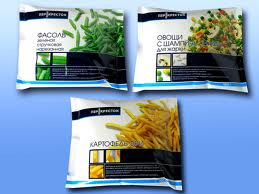 ПЕРЕКРЕСТОК
ФАСОЛЬ
зеленая
стручковая
нарезанная
ПЕРЕКРЕСТОК
ОВОЩИ
С ШАМПИНЬОНАМИ
для жарки
ПЕРЕКРЕСТОК
КАРТОФЕЛЬ ФРИ